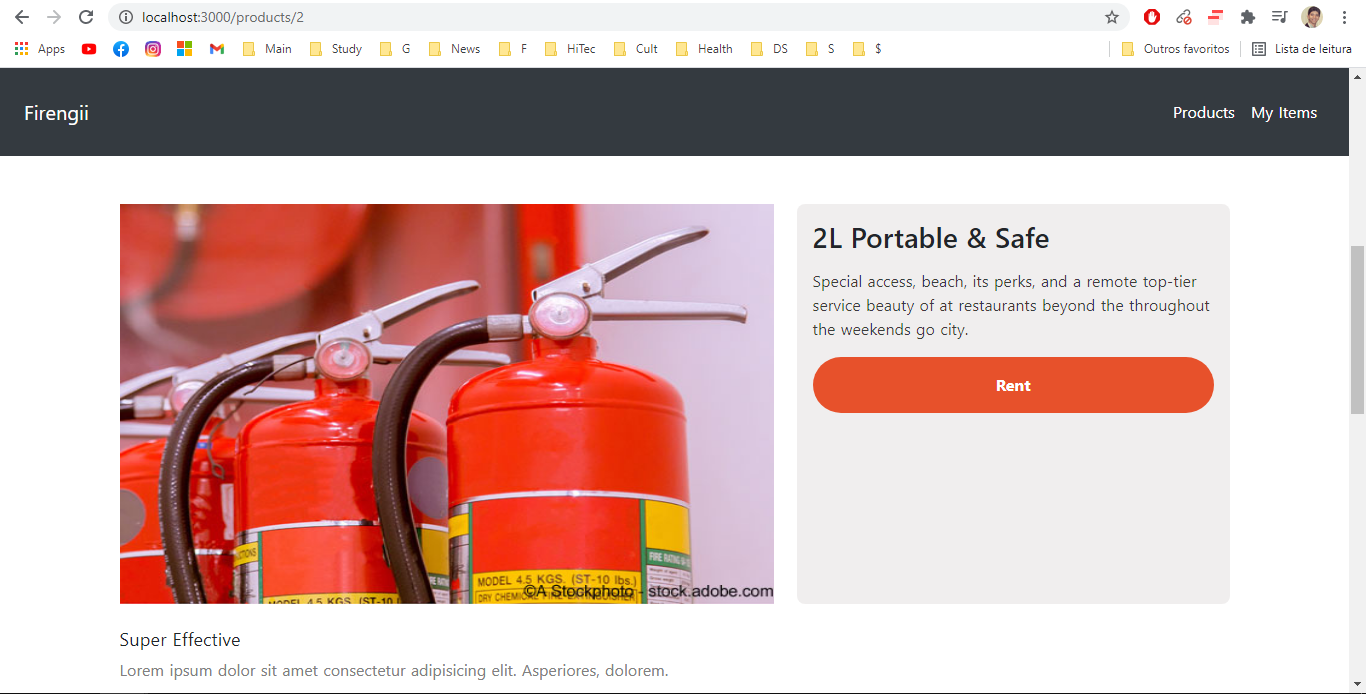 localhost:3000/products/2
Apps Main Study G News F HiTec Cult Health DS S $ Outros favoritos Lista de leitura
Firengii Products My Items
2L Portable & Safe
Special access, beach, its perks, and a remote top-tier
service beauty of at restaurants beyond the throughout
the weekends go city.
Rent
FIRE RATING
MODEL 4.5 KGS. (ST-10 lbs.)
DRY CHEMICAL FIRE EXTINGUISHER
MODEL 4.5 KGS. (ST-10
©A Stockphoto - stock.adobe.com
Super Effective
Lorem ipsum dolor sit amet consectetur adipisicing elit. Asperiores, dolorem.